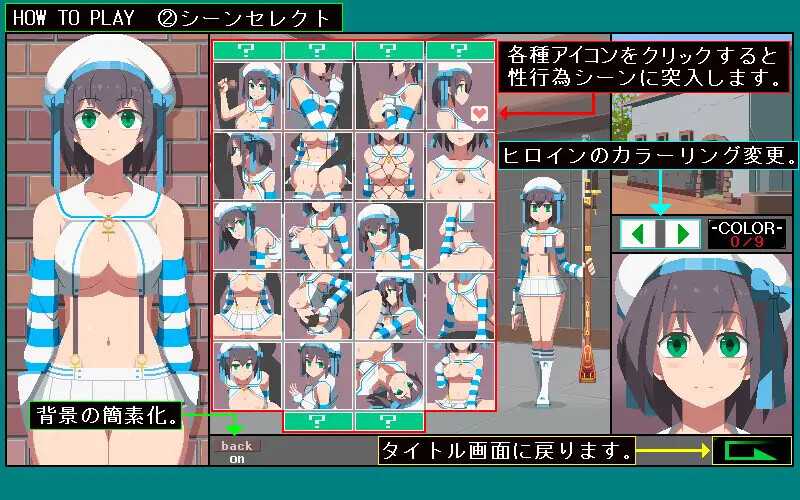 HOW TO PLAY ②シーンセレクト
? ? ? ?
各種アイコンをクリックすると
性行為シーンに突入します。
ヒロインのカラーリング変更。
-COLOR-
0/9
背景の簡素化。
? ?
back
on
タイトル画面に戻ります。